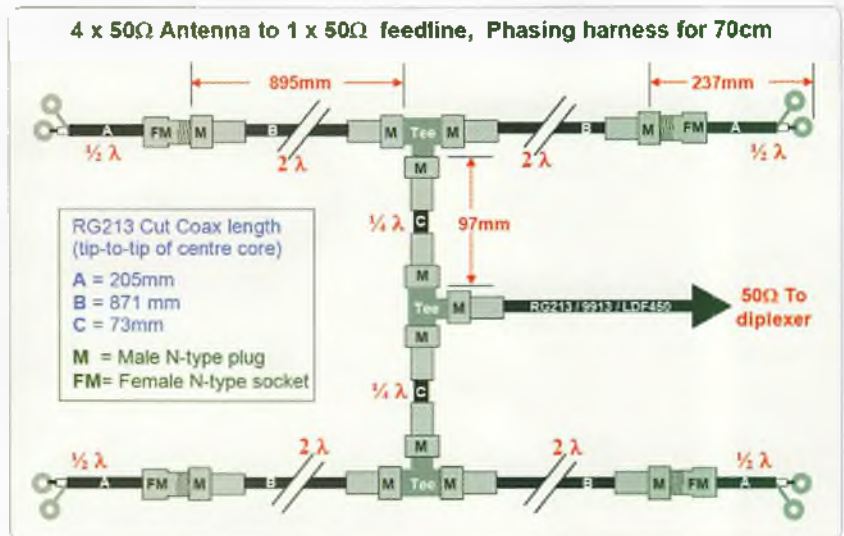 4 x 50Ω Antenna to 1 x 50Ω feedline, Phasing harness for 70cm
895mm
237mm
A FM M B M Tee M B M FM A
½ λ 2 λ 2 λ ½ λ
M
¼ λ C 97mm
M
Tee M RG213 / 9913 / LDF450
50Ω To
diplexer
M
¼ λ C
M
RG213 Cut Coax length
(tip-to-tip of centre core)
A = 205mm
B = 871 mm
C = 73mm
M = Male N-type plug
FM= Female N-type socket
½ λ 2 λ 2 λ ½ λ
A FM M B M Tee M B M FM A